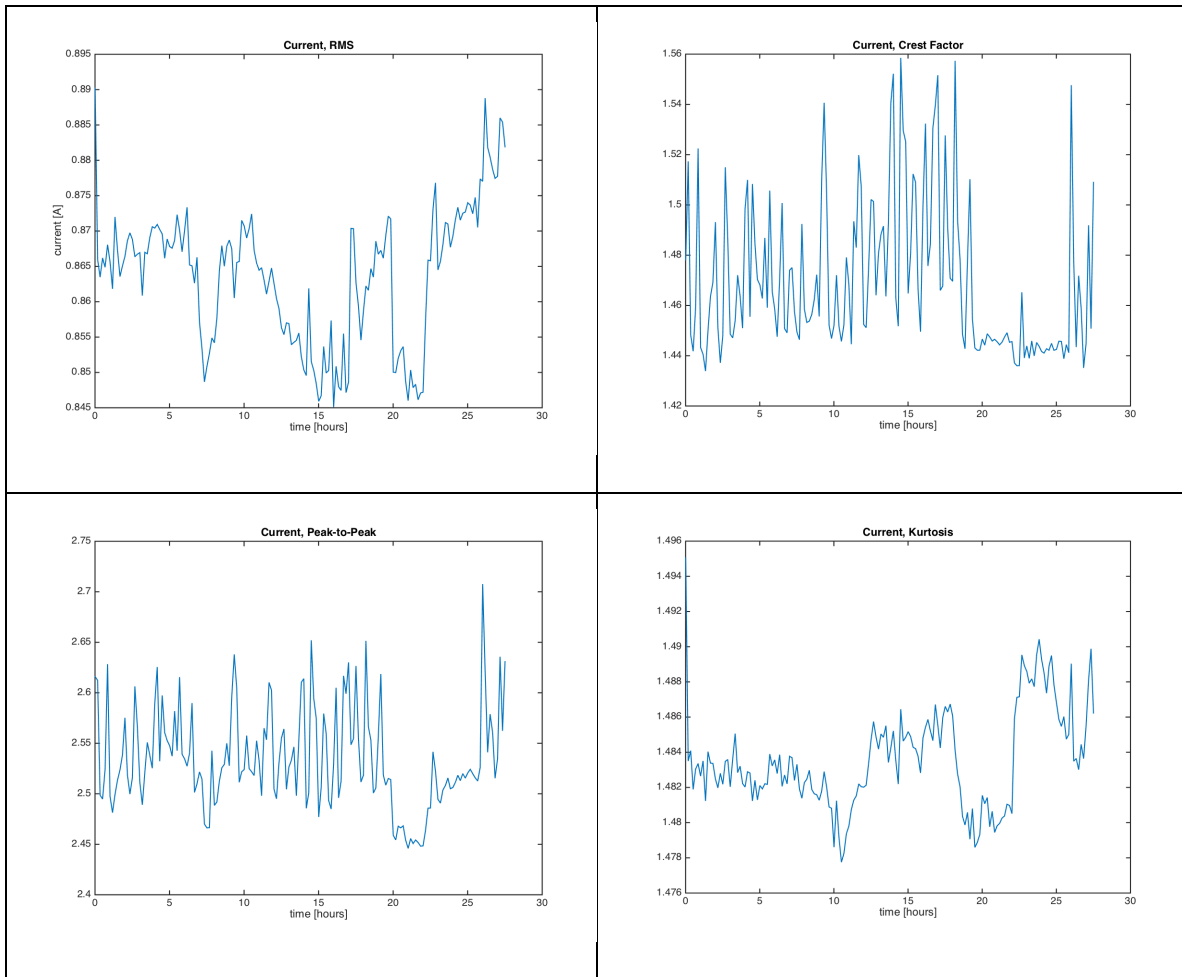 Current, RMS
0.895
0.89
0.885
0.88
0.875
0.87
0.865
0.86
0.855
0.85
0.845
current [A]
0 5 10 15 20 25 30
time [hours]
Current, Crest Factor
1.56
1.54
1.52
1.5
1.48
1.46
1.44
1.42
0 5 10 15 20 25 30
time [hours]
Current, Peak-to-Peak
2.75
2.7
2.65
2.6
2.55
2.5
2.45
2.4
0 5 10 15 20 25 30
time [hours]
Current, Kurtosis
1.496
1.494
1.492
1.49
1.488
1.486
1.484
1.482
1.48
1.478
1.476
0 5 10 15 20 25 30
time [hours]